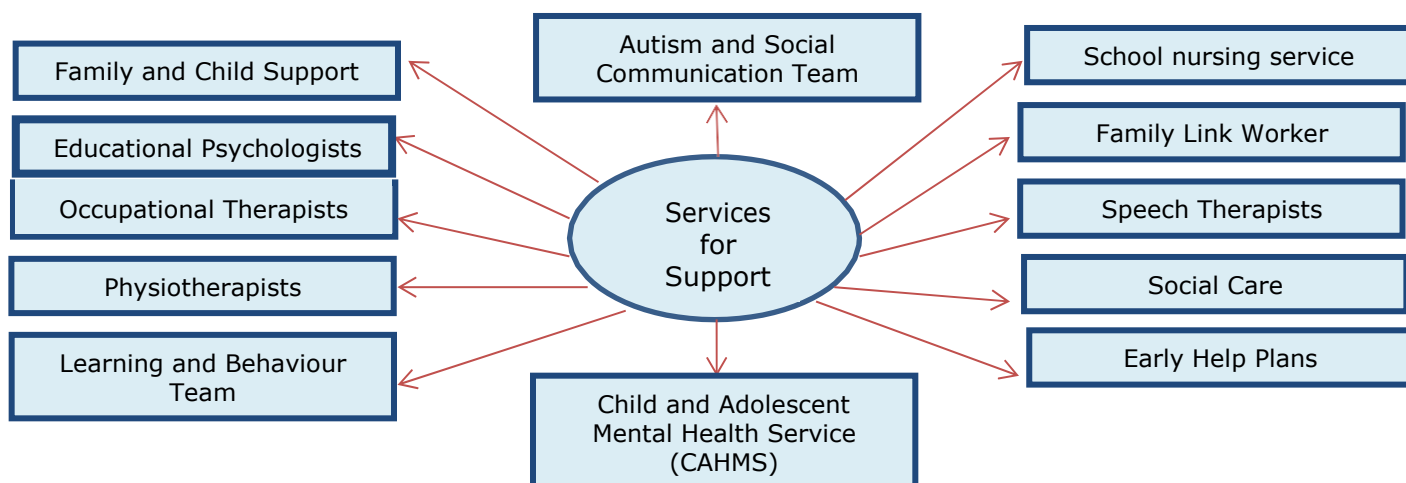 Family and Child Support
Educational Psychologists
Occupational Therapists
Physiotherapists
Learning and Behaviour
Team
Autism and Social
Communication Team
Services
for
Support
Child and Adolescent
Mental Health Service
(CAHMS)
School nursing service
Family Link Worker
Speech Therapists
Social Care
Early Help Plans